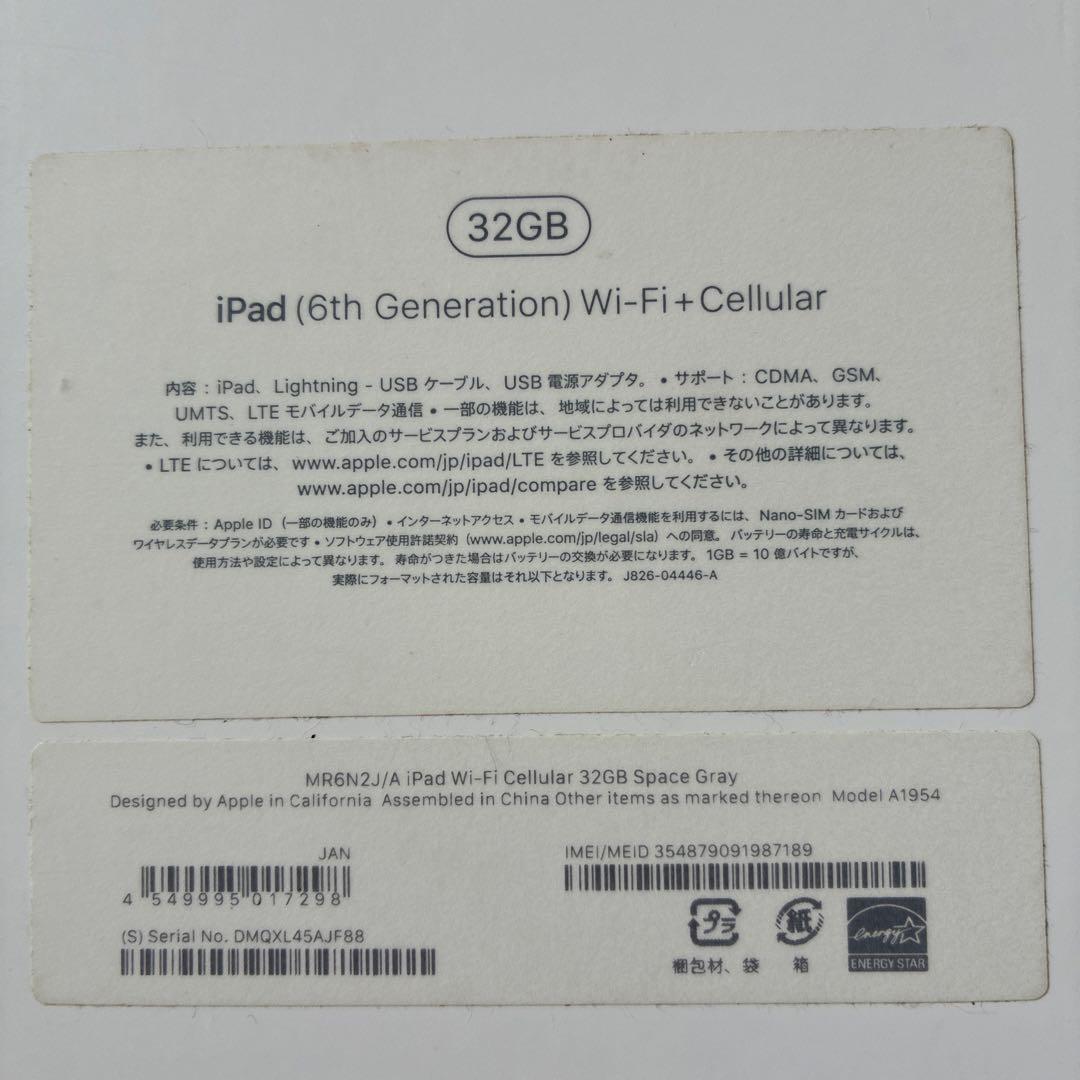 32GB
iPad (6th Generation) Wi-Fi + Cellular
内容 : iPad、Lightning - USB ケーブル、USB 電源アダプタ。 • サポート : CDMA、GSM、
UMTS、LTE モバイルデータ通信 • 一部の機能は、地域によっては利用できないことがあります。
また、利用できる機能は、ご加入のサービスプランおよびサービスプロバイダのネットワークによって異なります。
• LTE については、www.apple.com/jp/ipad/LTE を参照してください。 • その他の詳細については、
www.apple.com/jp/ipad/compare を参照してください。
必要条件 : Apple ID（一部の機能のみ）• インターネットアクセス • モバイルデータ通信機能を利用するには、Nano-SIM カードおよび
ワイヤレスデータプランが必要です • ソフトウェア使用許諾契約（www.apple.com/jp/legal/sla）への同意。 バッテリーの寿命と充電サイクルは、
使用方法や設定によって異なります。 寿命がつきた場合はバッテリーの交換が必要になります。 1GB = 10 億バイトですが、
実際にフォーマットされた容量はそれ以下となります。 J826-04446-A
MR6N2J/A iPad Wi-Fi Cellular 32GB Space Gray
Designed by Apple in California Assembled in China Other items as marked thereon Model A1954
JAN
4 549995 017298
(S) Serial No. DMQXL45AJF88
IMEI/MEID 354879091987189
プラ
紙
energy
ENERGY STAR
梱包材、袋 箱